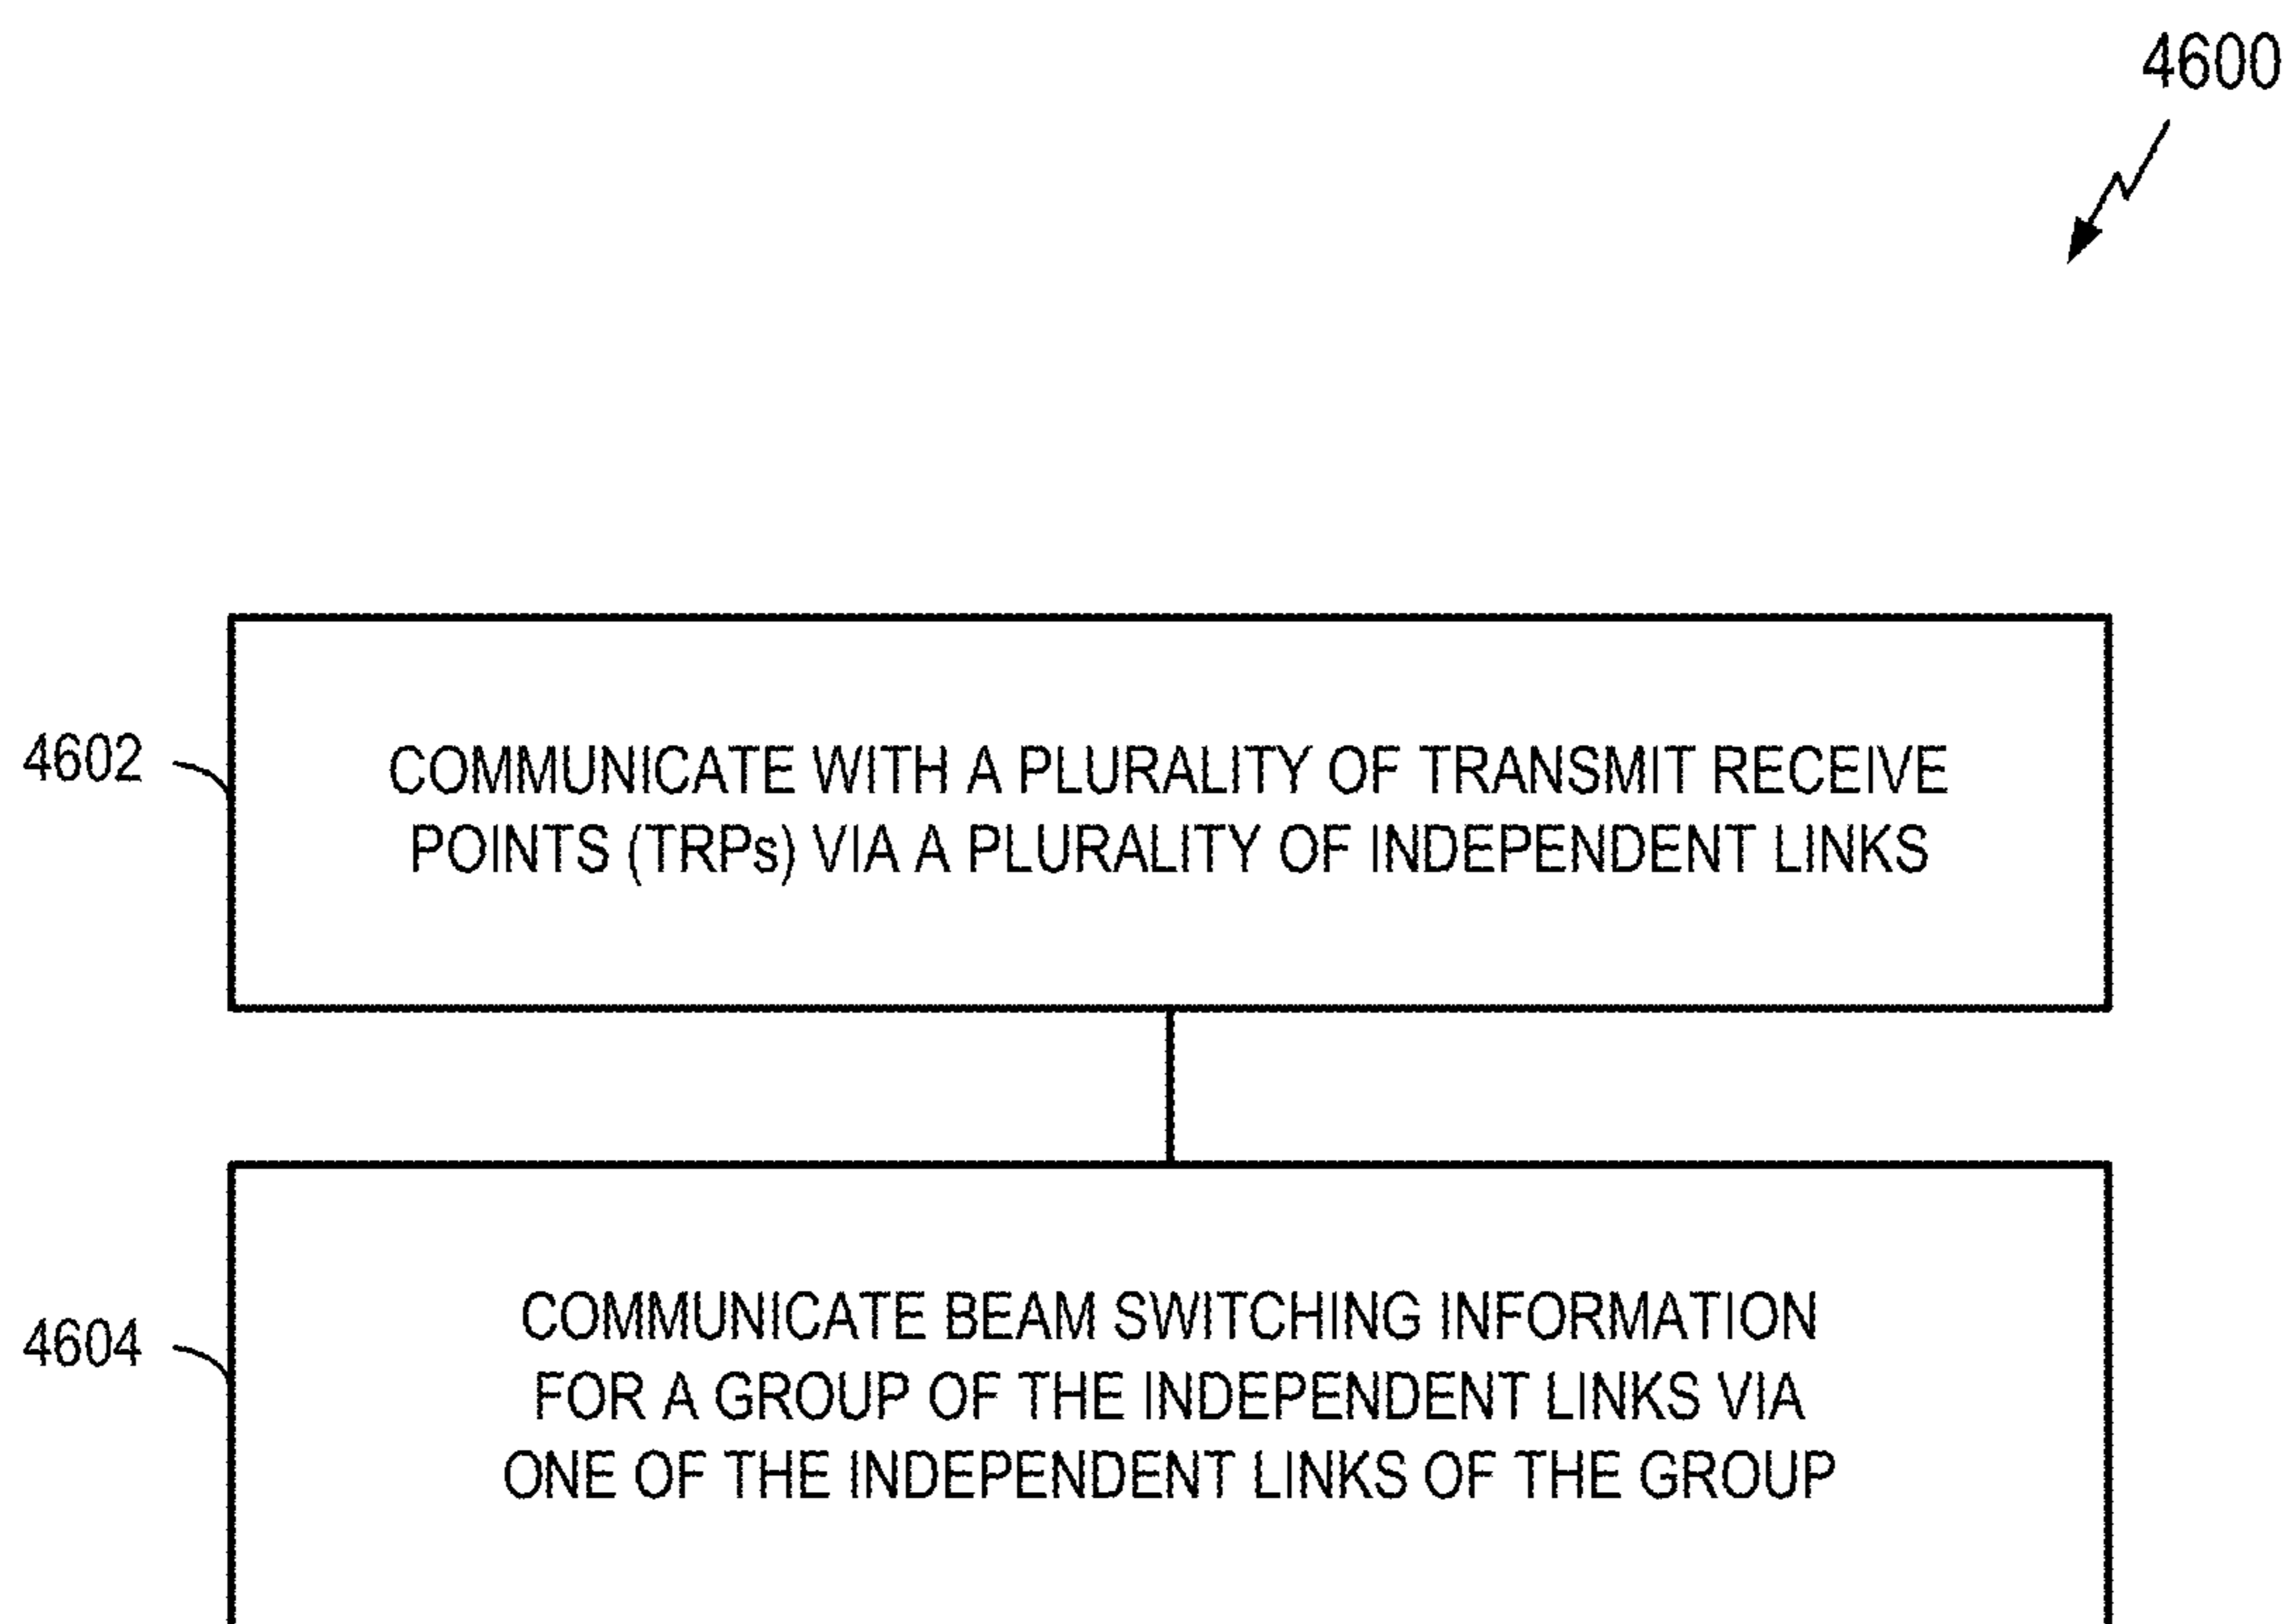 4600
4602
COMMUNICATE WITH A PLURALITY OF TRANSMIT RECEIVE
POINTS (TRPs) VIA A PLURALITY OF INDEPENDENT LINKS
4604
COMMUNICATE BEAM SWITCHING INFORMATION
FOR A GROUP OF THE INDEPENDENT LINKS VIA
ONE OF THE INDEPENDENT LINKS OF THE GROUP